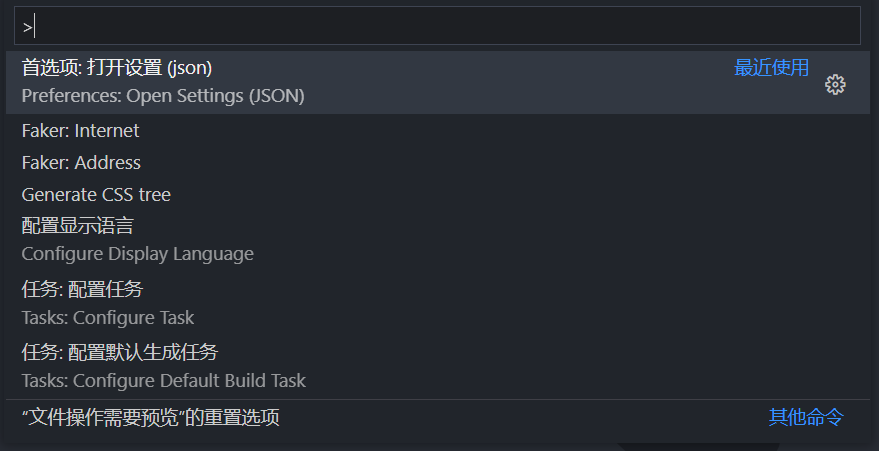 >
首选项: 打开设置 (json)
最近使用
Preferences: Open Settings (JSON)
Faker: Internet
Faker: Address
Generate CSS tree
配置显示语言
Configure Display Language
任务: 配置任务
Tasks: Configure Task
任务: 配置默认生成任务
Tasks: Configure Default Build Task
“文件操作需要预览”的重置选项
其他命令